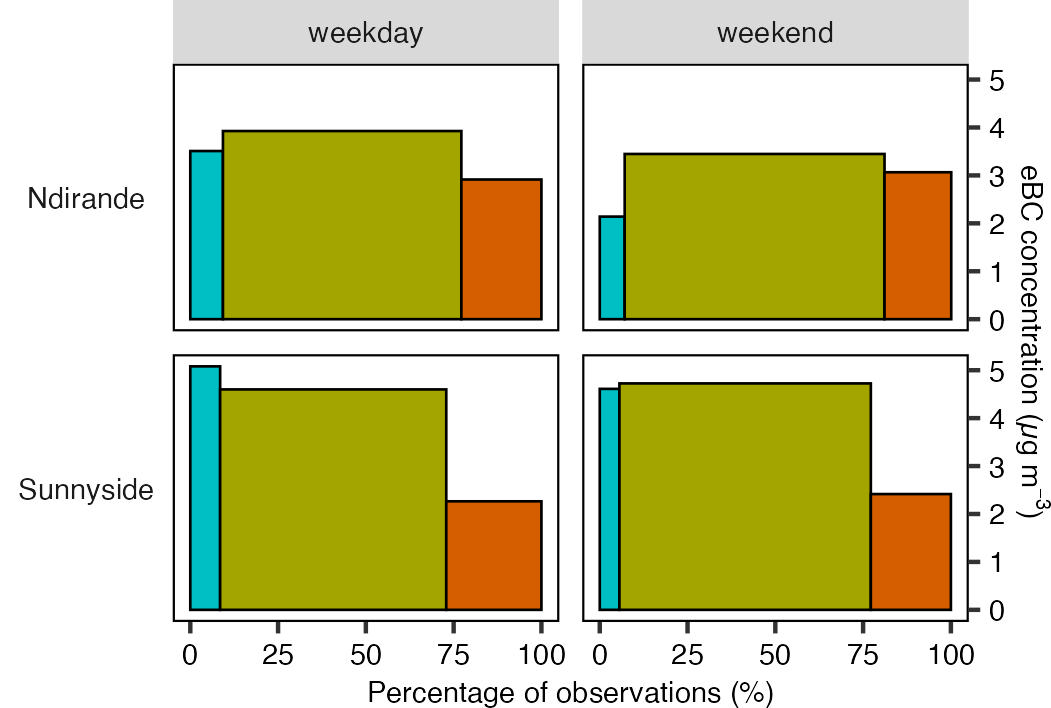 weekday weekend
Ndirande
5
4
3
2
1
0
Sunnyside
5
4
3
2
1
0
eBC concentration (μg m⁻³)
0 25 50 75 100 0 25 50 75 100
Percentage of observations (%)